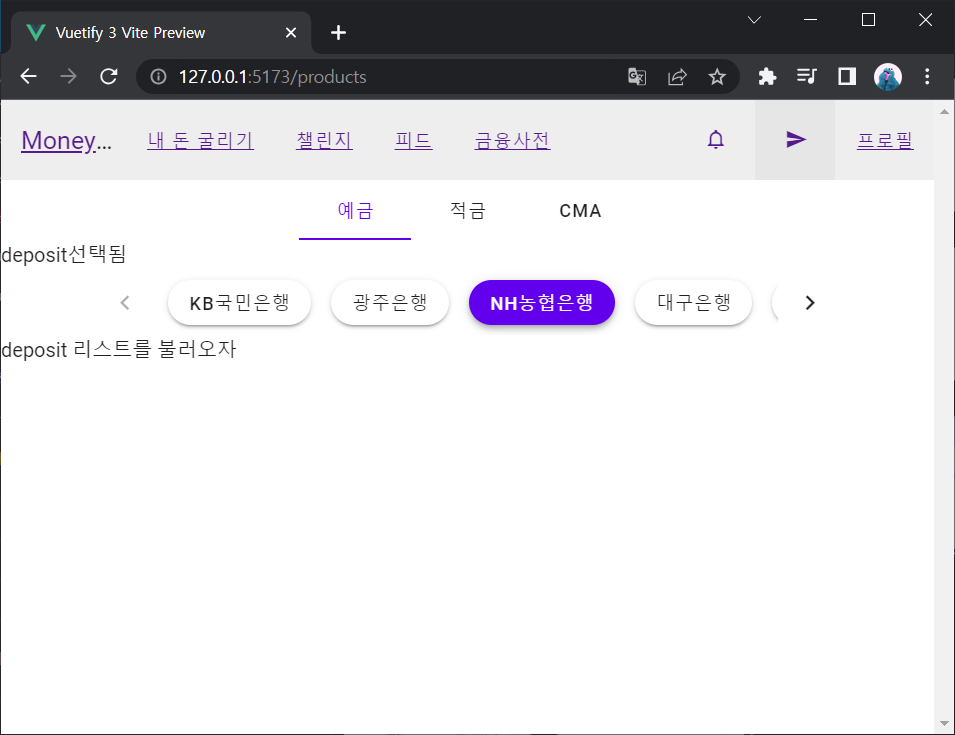 Vuetify 3 Vite Preview
127.0.0.1:5173/products
Money... 내 돈 굴리기 챌린지 피드 금융사전 프로필
예금 적금 CMA
deposit선택됨
KB국민은행 광주은행 NH농협은행 대구은행
deposit 리스트를 불러오자